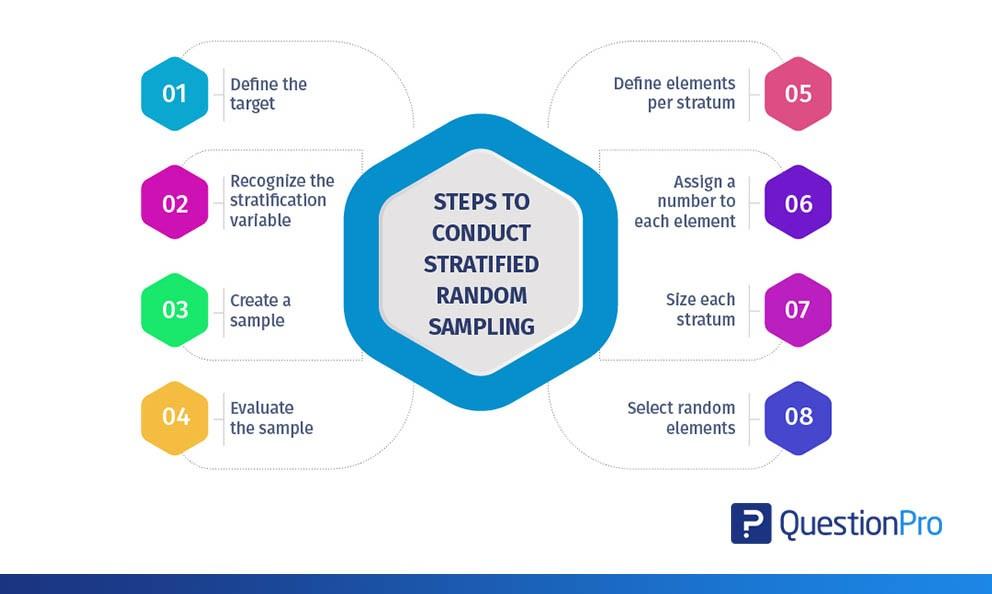 STEPS TO
CONDUCT
STRATIFIED
RANDOM
SAMPLING
01
Define the
target
02
Recognize the
stratification
variable
03
Create a
sample
04
Evaluate
the sample
05
Define elements
per stratum
06
Assign a
number to
each element
07
Size each
stratum
08
Select random
elements
QuestionPro